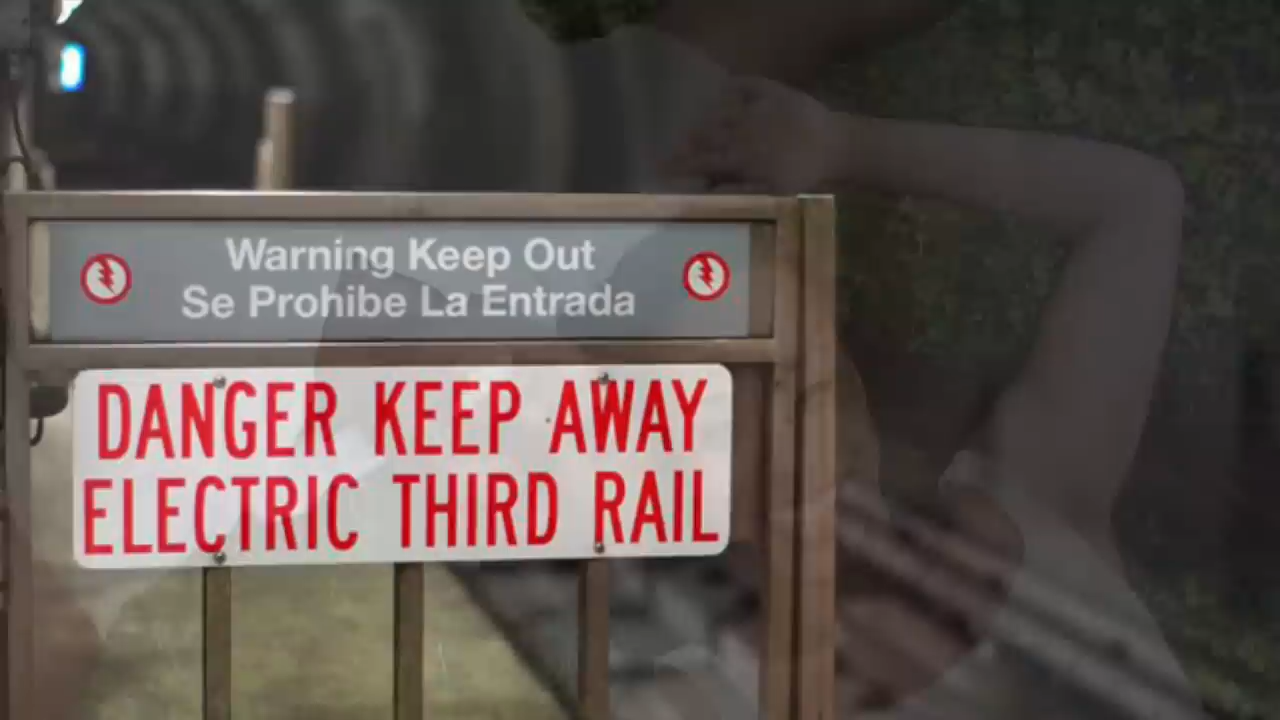 Warning Keep Out
Se Prohibe La Entrada
DANGER KEEP AWAY
ELECTRIC THIRD RAIL